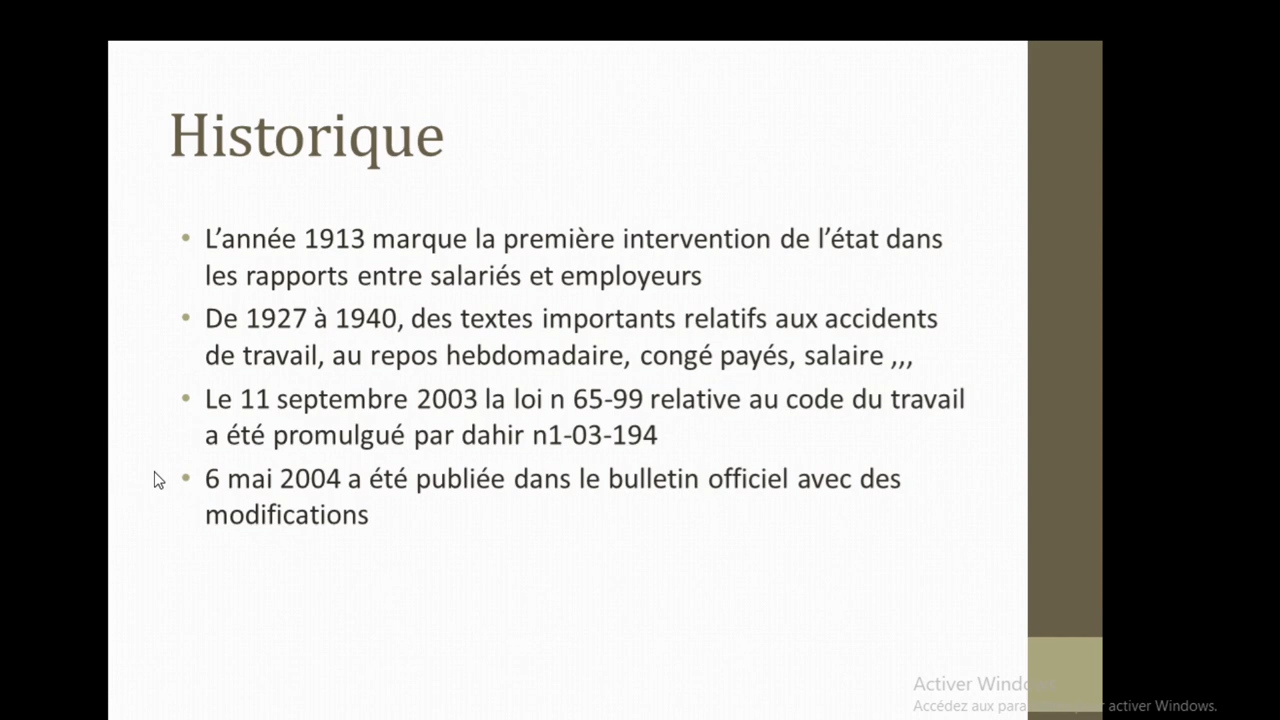 Historique
• L’année 1913 marque la première intervention de l’état dans
les rapports entre salariés et employeurs
• De 1927 à 1940, des textes importants relatifs aux accidents
de travail, au repos hebdomadaire, congé payés, salaire ,,,
• Le 11 septembre 2003 la loi n 65-99 relative au code du travail
a été promulgué par dahir n1-03-194
• 6 mai 2004 a été publiée dans le bulletin officiel avec des
modifications
Activer Windows
Accédez aux para activer Windows.